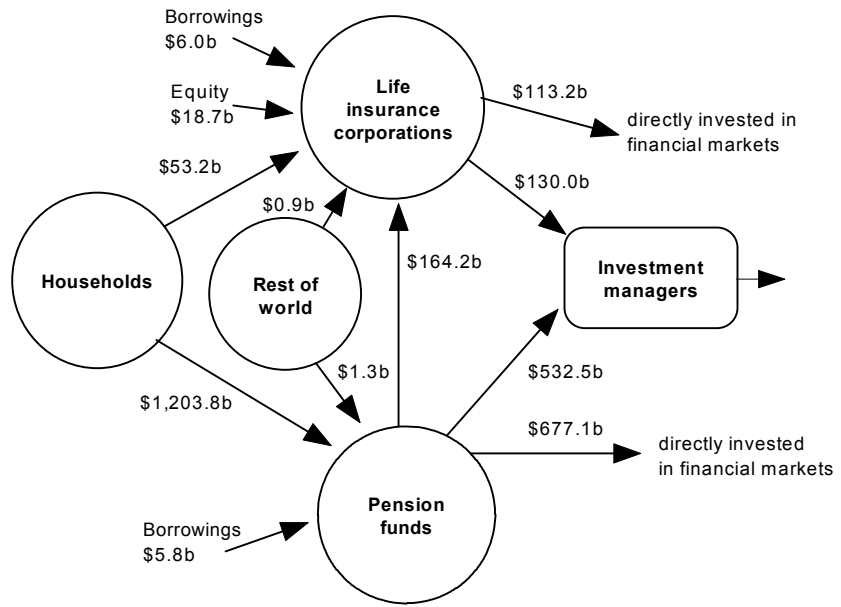 Borrowings
$6.0b
Equity
$18.7b
Life
insurance
corporations
$113.2b
directly invested in
financial markets
$53.2b
$130.0b
$0.9b
Households
Rest of
world
$164.2b
Investment
managers
$1.3b
$532.5b
$1,203.8b
$677.1b
directly invested
in financial markets
Pension
funds
Borrowings
$5.8b